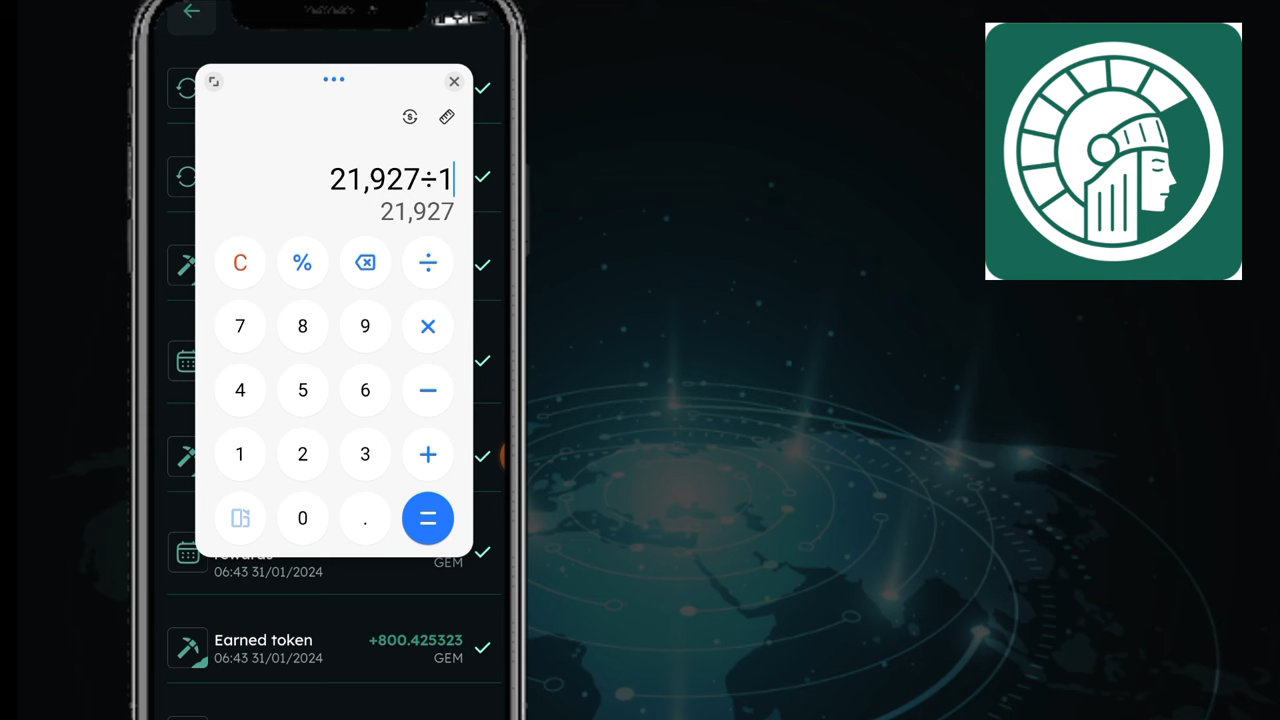 21,927÷1
21,927
C % ÷
7 8 9 ×
4 5 6 −
1 2 3 +
0 . =
GEM
06:43 31/01/2024
Earned token +800.425323
06:43 31/01/2024 GEM